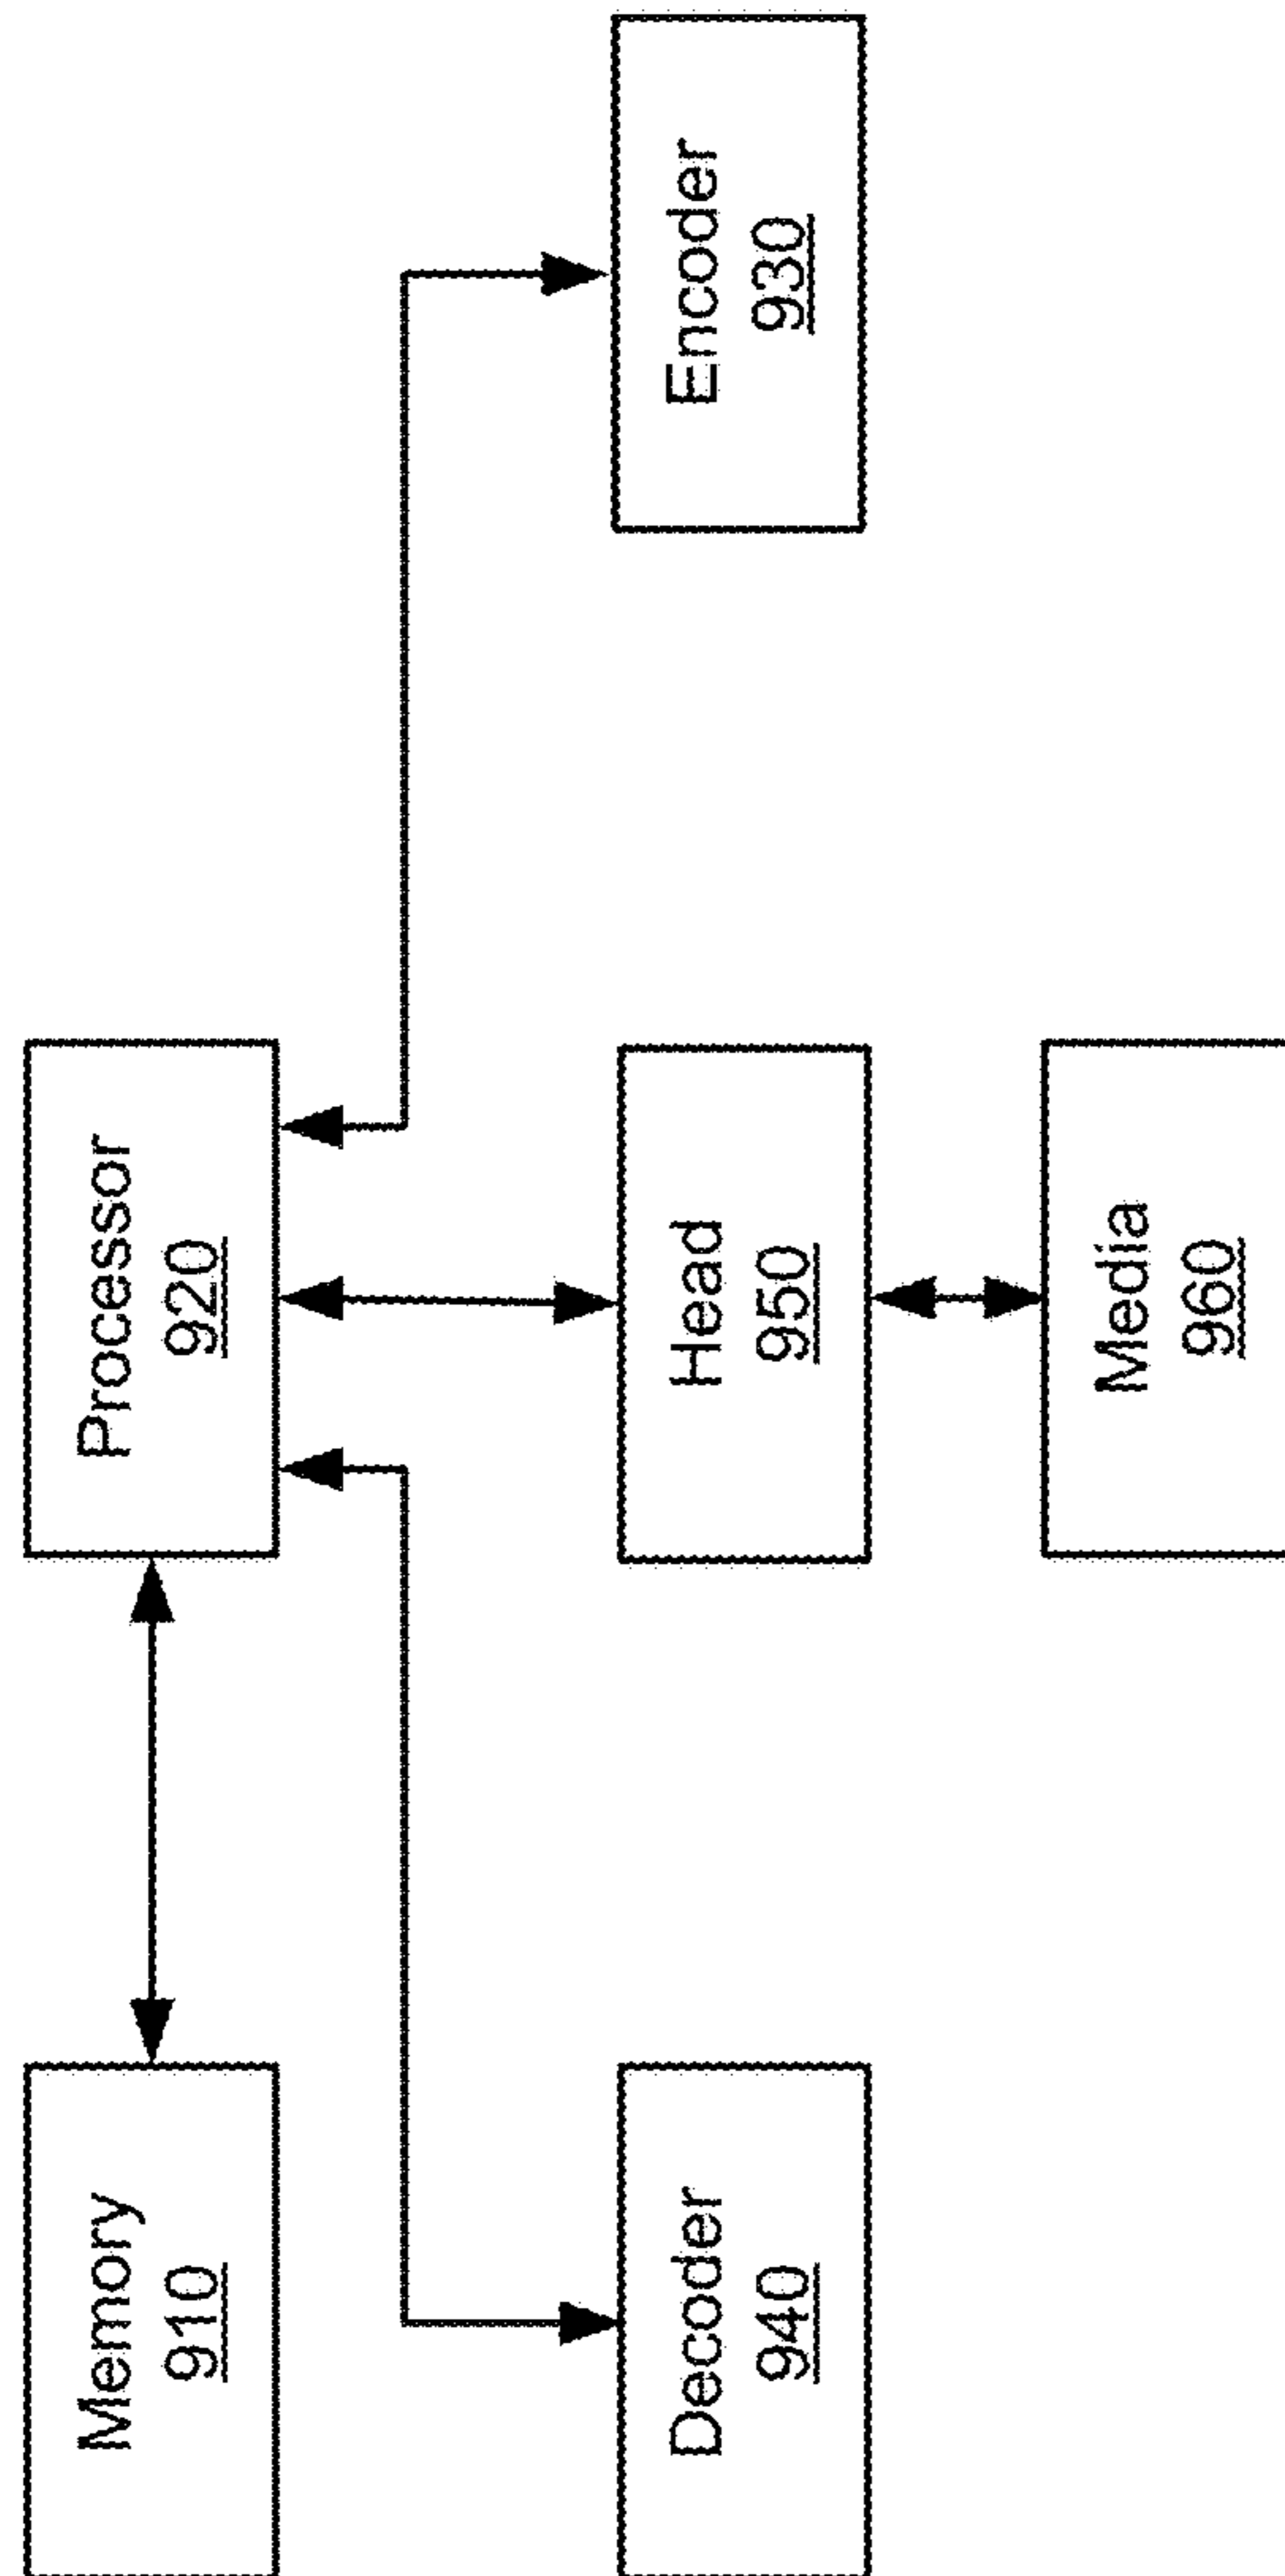 Memory
910
Processor
920
Decoder
940
Head
950
Encoder
930
Media
960